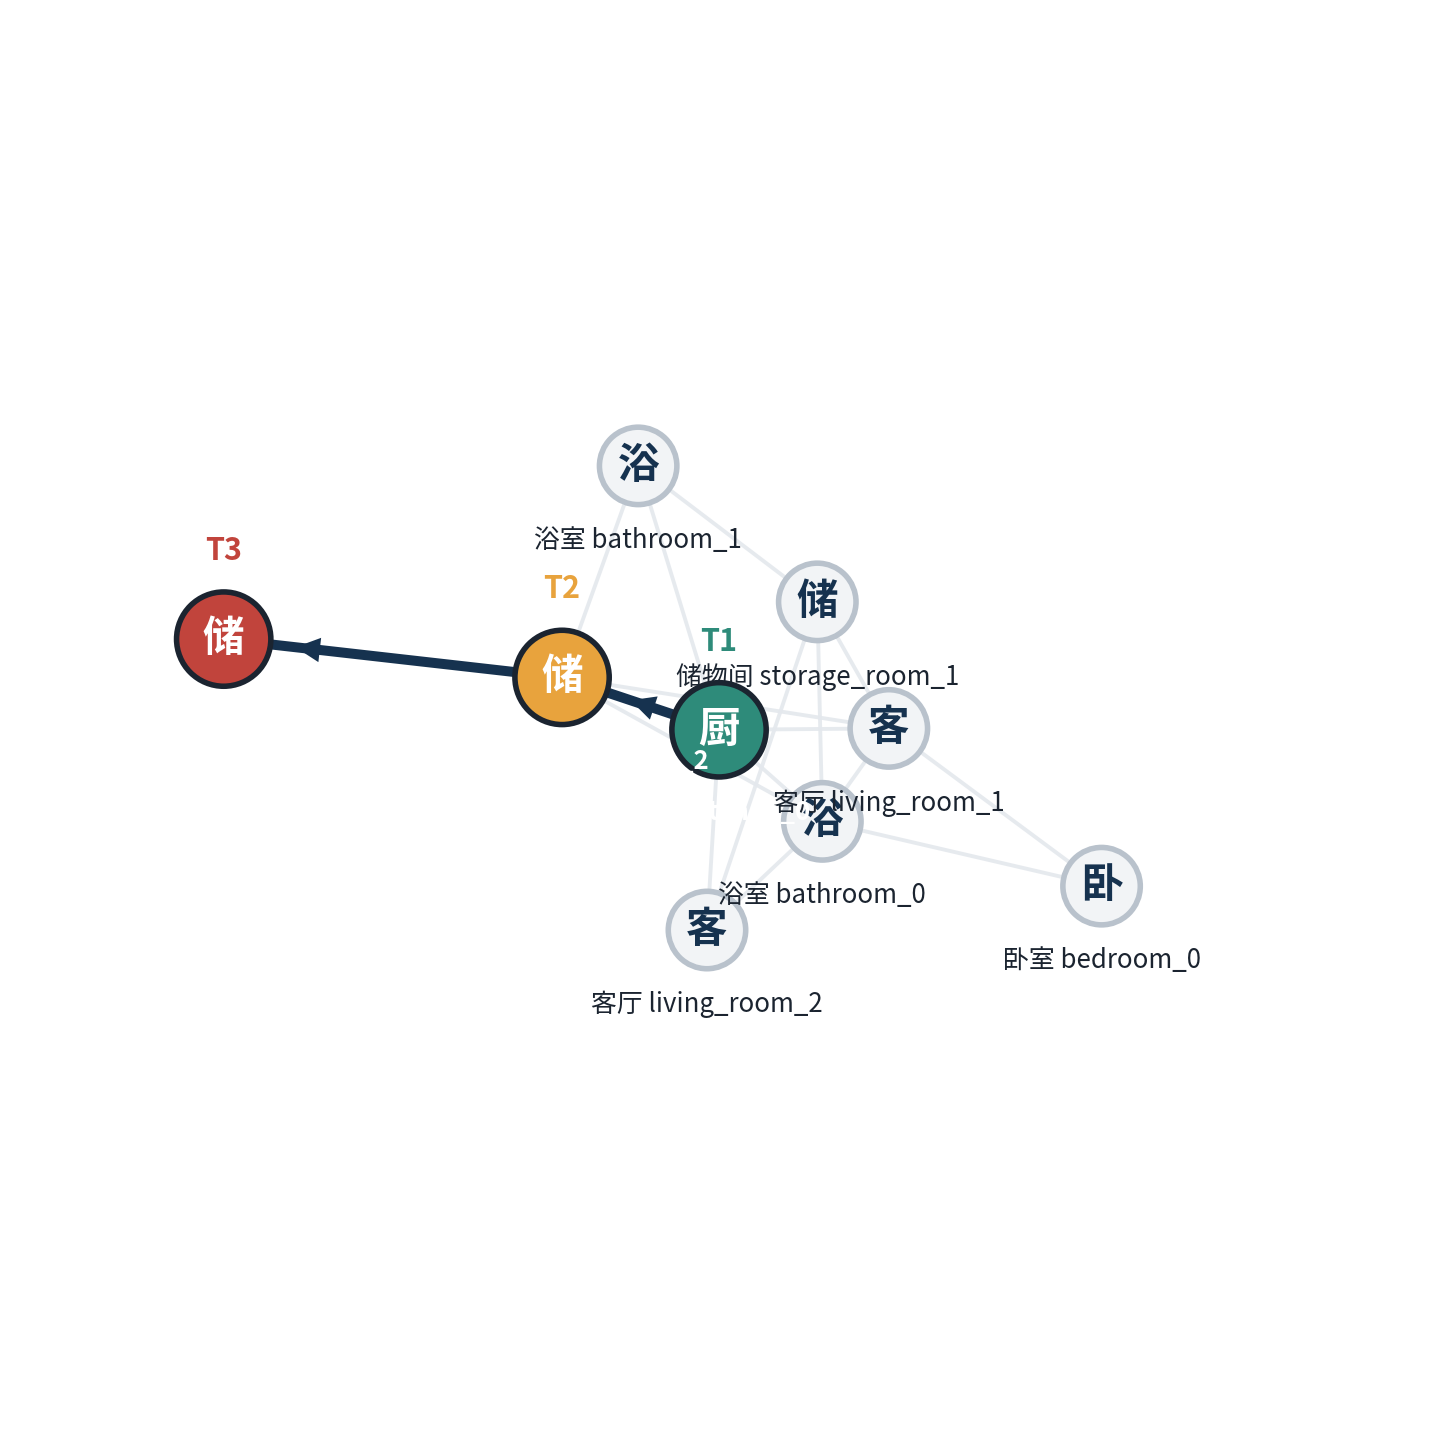 浴
浴室 bathroom_1
T3
T2
储
T1
储
储
储物间 storage_room_1
厨
客
2
客厅 living_room_1
浴
卧
浴室 bathroom_0
客
卧室 bedroom_0
客厅 living_room_2